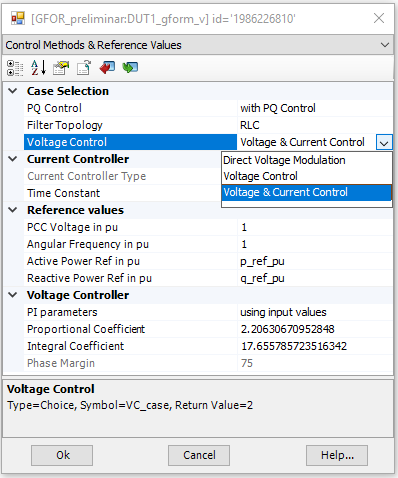 [GFOR_preliminar:DUT1_gform_v] id='1986226810'
Control Methods & Reference Values
Case Selection
PQ Control with PQ Control
Filter Topology RLC
Voltage Control Voltage & Current Control
Direct Voltage Modulation
Voltage Control
Voltage & Current Control
Current Controller
Current Controller Type
Time Constant
Reference values
PCC Voltage in pu 1
Angular Frequency in pu 1
Active Power Ref in pu p_ref_pu
Reactive Power Ref in pu q_ref_pu
Voltage Controller
PI parameters using input values
Proportional Coefficient 2.20630670952848
Integral Coefficient 17.655785723516342
Phase Margin 75
Voltage Control
Type=Choice, Symbol=VC_case, Return Value=2
Ok Cancel Help...